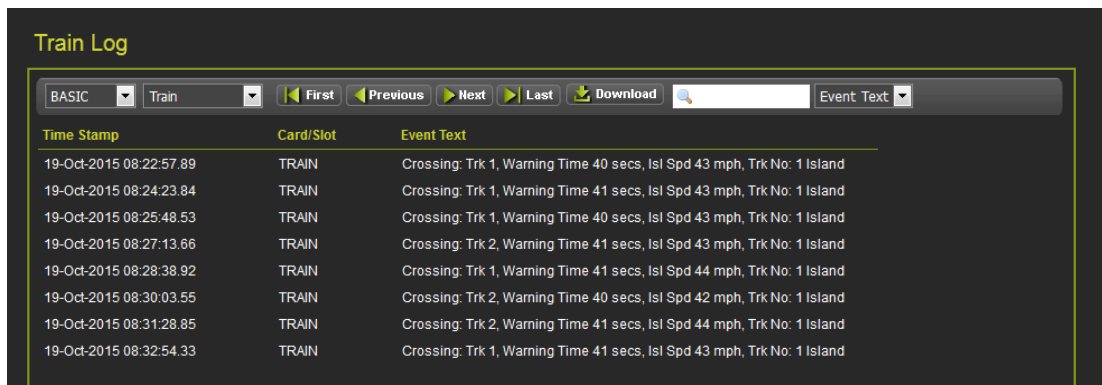 Train Log
BASIC Train First Previous Next Last Download Event Text
Time Stamp Card/Slot Event Text
19-Oct-2015 08:22:57.89 TRAIN Crossing: Trk 1, Warning Time 40 secs, Isl Spd 43 mph, Trk No: 1 Island
19-Oct-2015 08:24:23.84 TRAIN Crossing: Trk 1, Warning Time 41 secs, Isl Spd 43 mph, Trk No: 1 Island
19-Oct-2015 08:25:48.53 TRAIN Crossing: Trk 1, Warning Time 40 secs, Isl Spd 43 mph, Trk No: 1 Island
19-Oct-2015 08:27:13.66 TRAIN Crossing: Trk 2, Warning Time 41 secs, Isl Spd 43 mph, Trk No: 1 Island
19-Oct-2015 08:28:38.92 TRAIN Crossing: Trk 1, Warning Time 41 secs, Isl Spd 44 mph, Trk No: 1 Island
19-Oct-2015 08:30:03.55 TRAIN Crossing: Trk 2, Warning Time 40 secs, Isl Spd 42 mph, Trk No: 1 Island
19-Oct-2015 08:31:28.85 TRAIN Crossing: Trk 2, Warning Time 41 secs, Isl Spd 44 mph, Trk No: 1 Island
19-Oct-2015 08:32:54.33 TRAIN Crossing: Trk 1, Warning Time 41 secs, Isl Spd 43 mph, Trk No: 1 Island